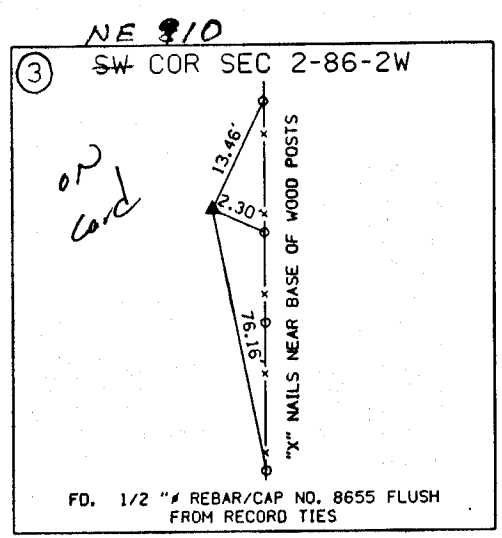 NE 10
3
SW COR SEC 2-86-2W
on card
13.46'
2.30'
76.16'
"X" NAILS NEAR BASE OF WOOD POSTS
FD. 1/2 "ø REBAR/CAP NO. 8655 FLUSH
FROM RECORD TIES